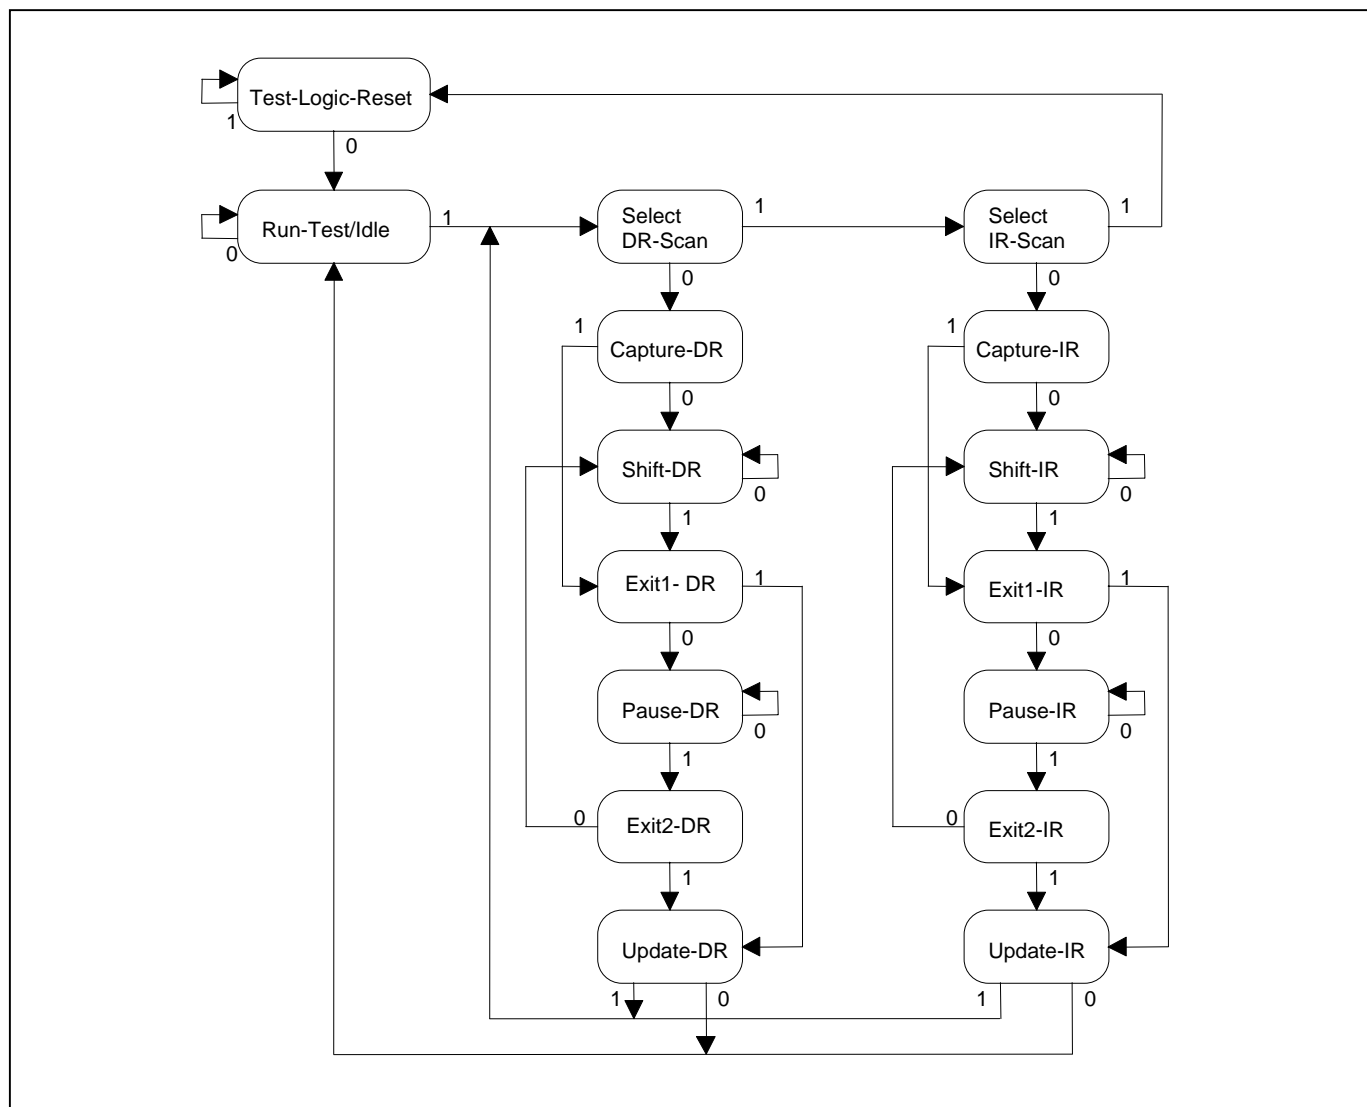 Test-Logic-Reset
1
0
Run-Test/Idle
0
1
Select
DR-Scan
1
Select
IR-Scan
1
0
0
1
Capture-DR
1
Capture-IR
0
0
Shift-DR
0
Shift-IR
0
1
1
Exit1- DR
1
Exit1-IR
1
0
0
Pause-DR
0
Pause-IR
0
1
1
0
Exit2-DR
0
Exit2-IR
1
1
Update-DR
Update-IR
1
0
1
0